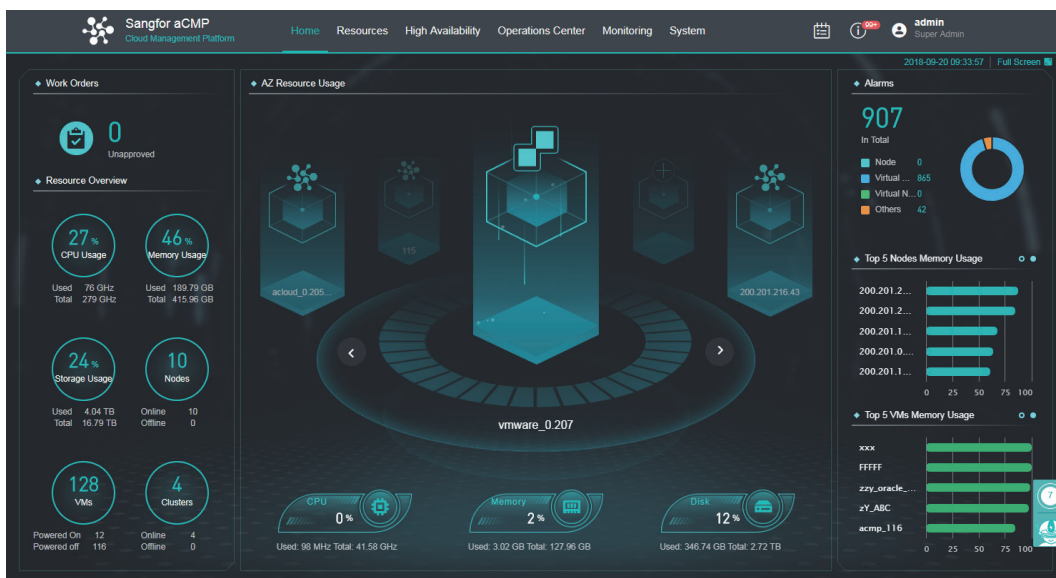 Sangfor aCMP
Cloud Management Platform
Home Resources High Availability Operations Center Monitoring System
99+
admin
Super Admin
2018-09-20 09:33:57 | Full Screen
Work Orders
0
Unapproved
Resource Overview
27 %
CPU Usage
Used 76 GHz
Total 279 GHz
46 %
Memory Usage
Used 189.79 GB
Total 415.96 GB
24 %
Storage Usage
Used 4.04 TB
Total 16.79 TB
10
Nodes
Online 10
Offline 0
128
VMs
Powered On 12
Powered off 116
4
Clusters
Online 4
Offline 0
AZ Resource Usage
acloud_0.205...
115
200.201.216.43
vmware_0.207
CPU
0 %
Used: 98 MHz Total: 41.58 GHz
Memory
2 %
Used: 3.02 GB Total: 127.96 GB
Disk
12 %
Used: 346.74 GB Total: 2.72 TB
Alarms
907
In Total
Node 0
Virtual ... 865
Virtual N... 0
Others 42
Top 5 Nodes Memory Usage
200.201.2...
200.201.2...
200.201.1...
200.201.0....
200.201.1...
0 25 50 75 100
Top 5 VMs Memory Usage
xxx
FFFFF
zzy_oracle_...
zY_ABC
acmp_116
0 25 50 75 100
7